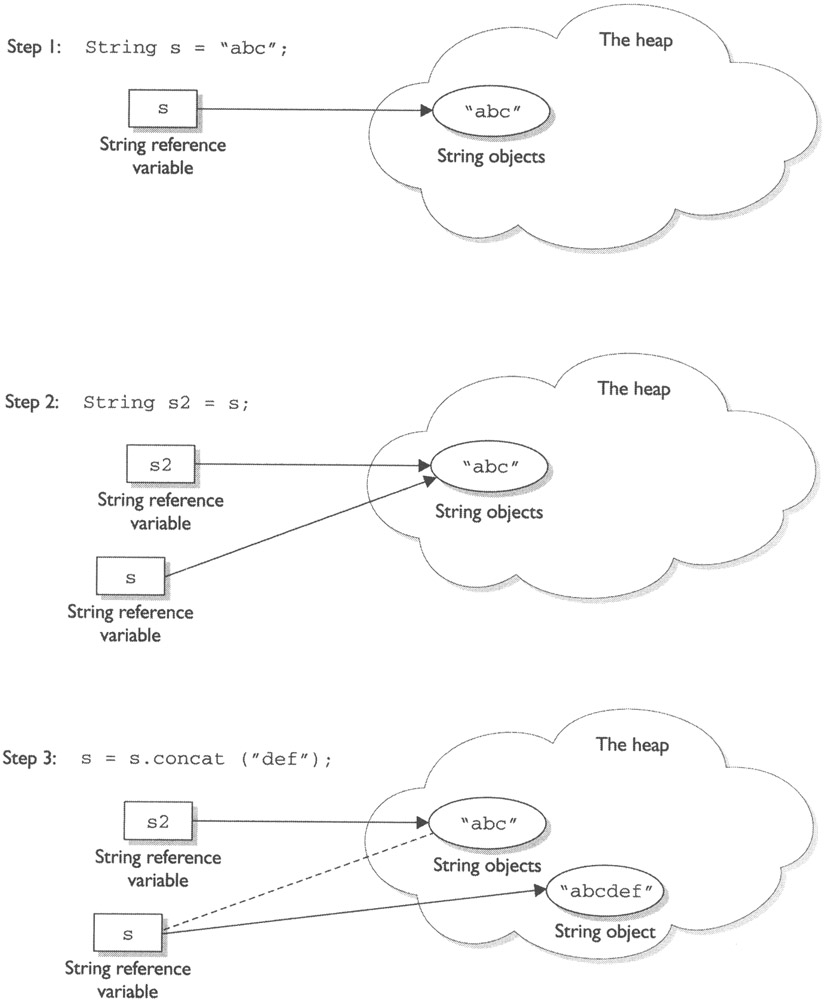 Step 1: String s = “abc”;
The heap
s
“abc”
String reference
variable
String objects
Step 2: String s2 = s;
The heap
s2
“abc”
String reference
variable
String objects
s
String reference
variable
Step 3: s = s.concat (”def”);
The heap
s2
“abc”
String reference
variable
String objects
s
“abcdef”
String reference
variable
String object